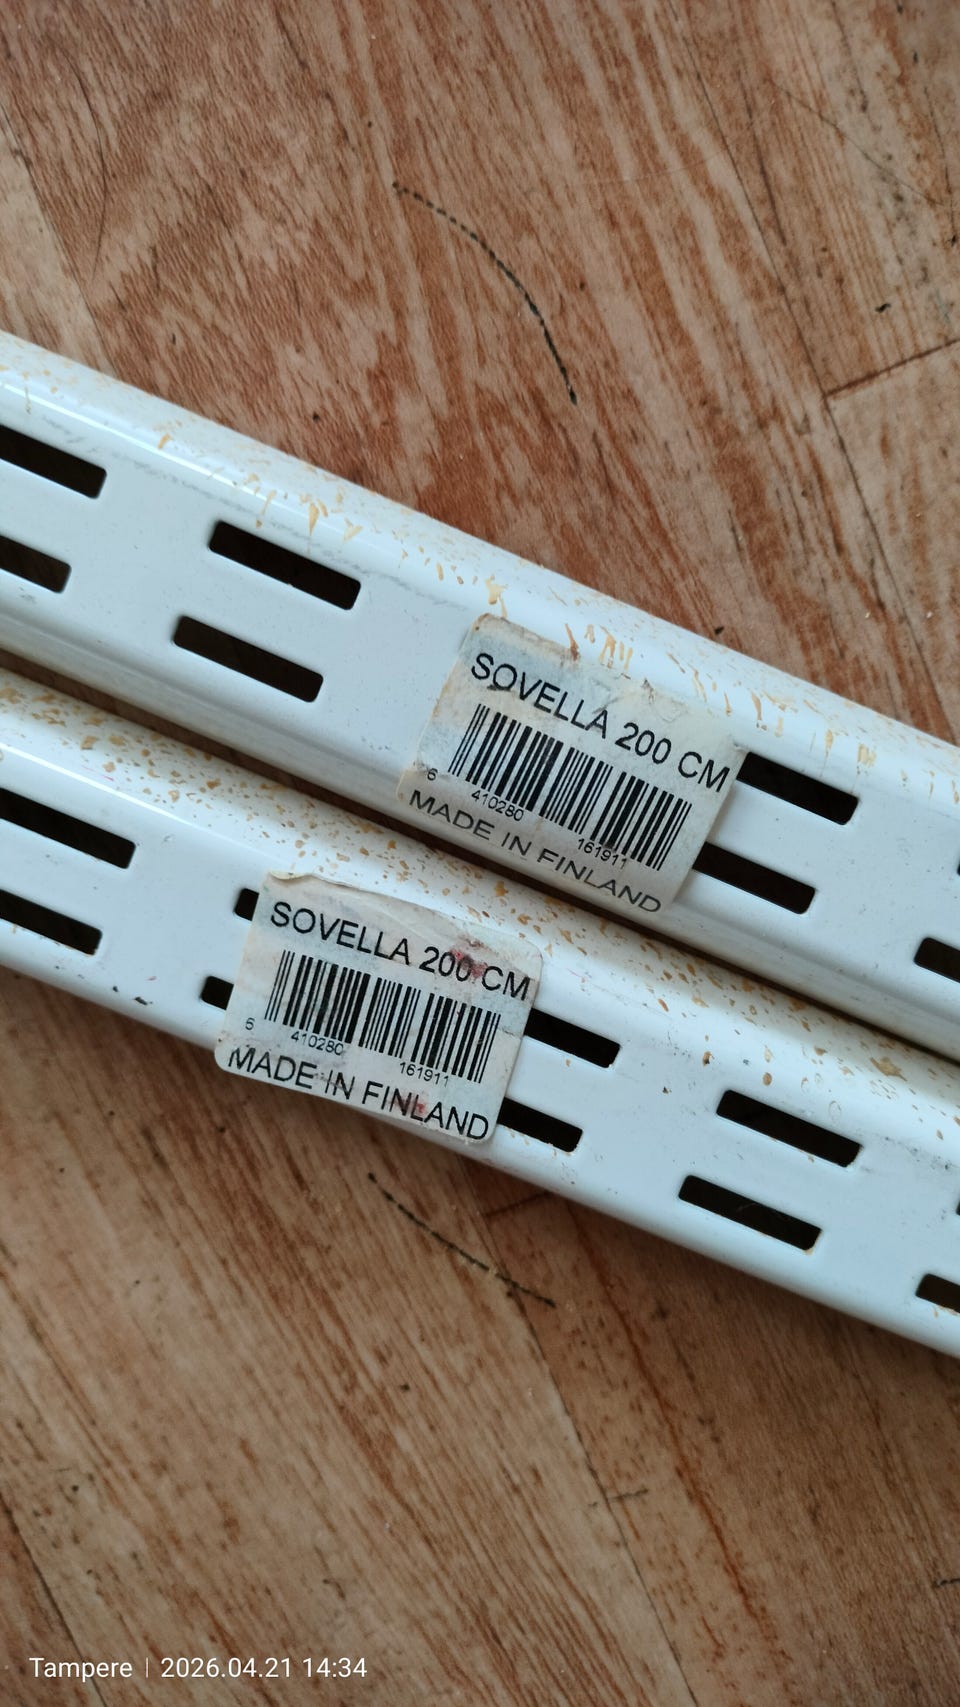 SOVELLA 200 CM
6 410280 161911
MADE IN FINLAND
SOVELLA 200 CM
6 410280 161911
MADE IN FINLAND
Tampere | 2026.04.21 14:34